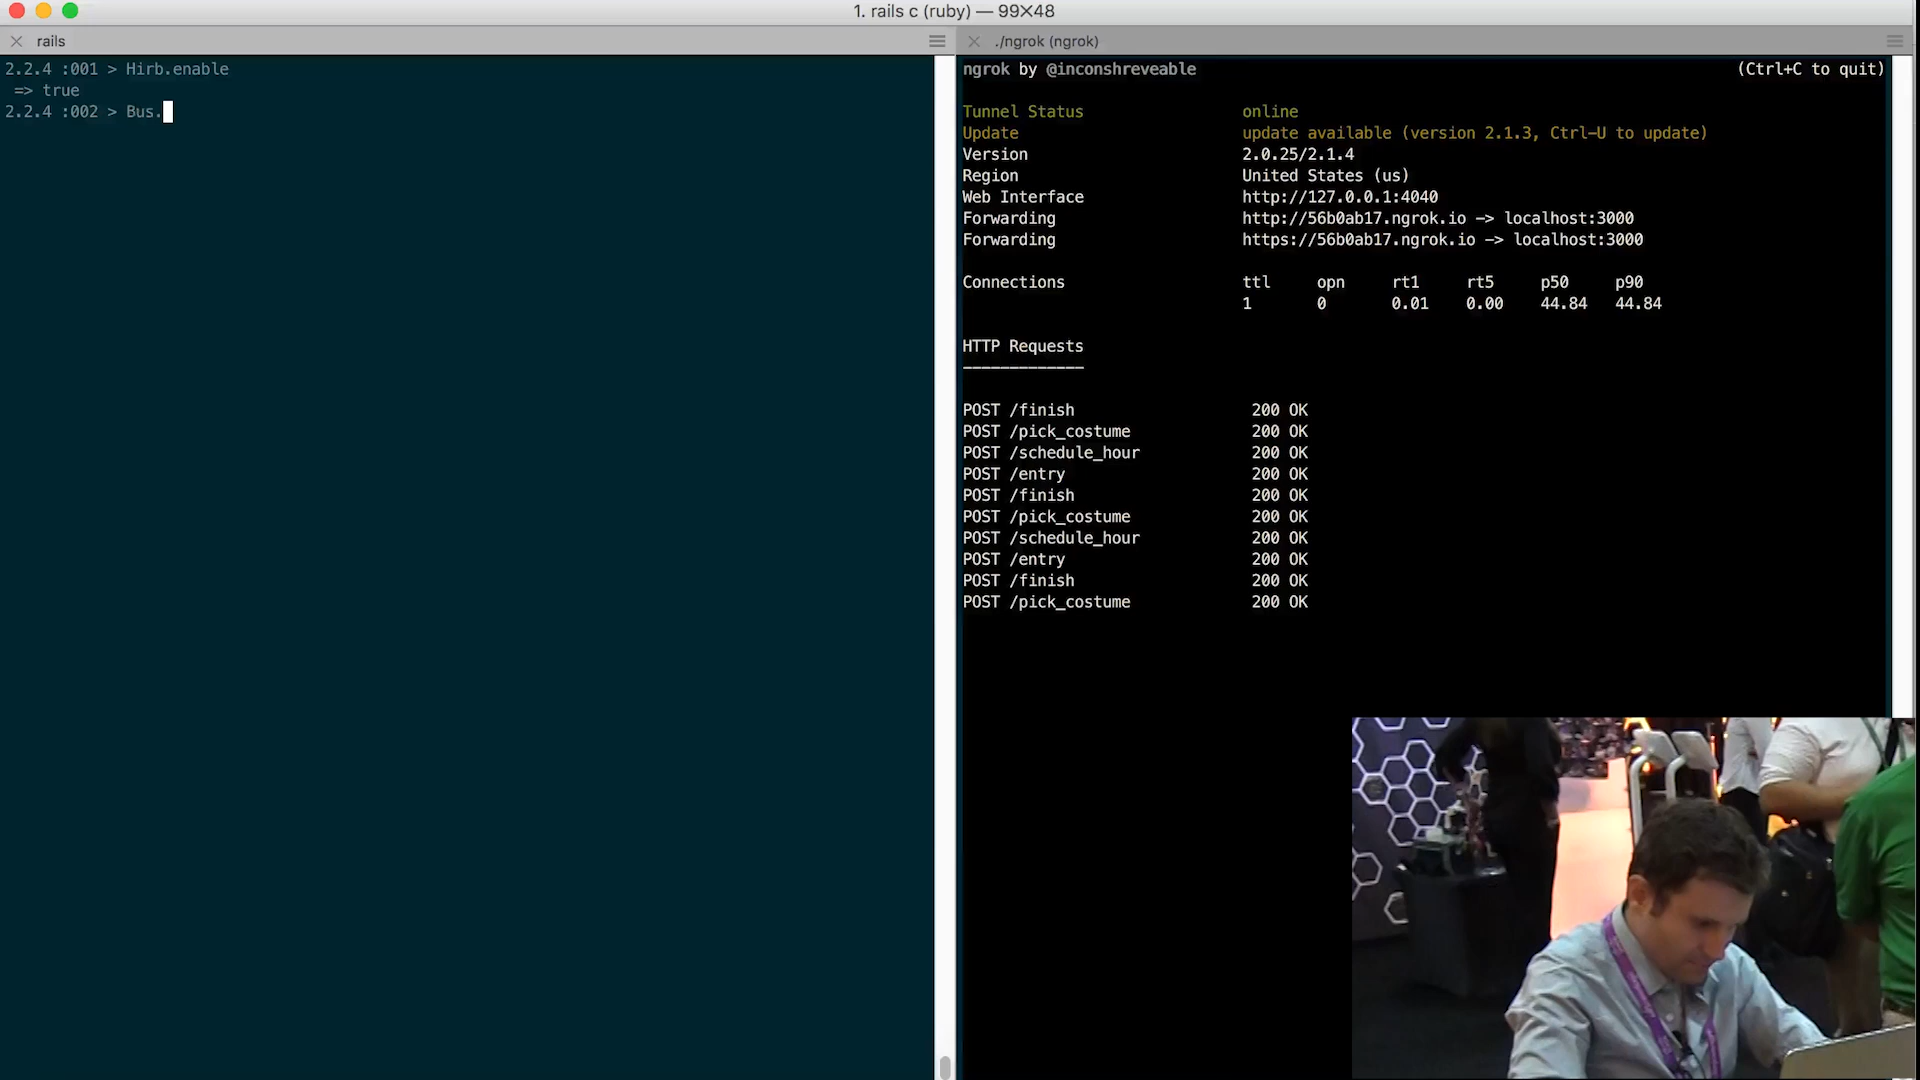 1. rails c (ruby) — 99×48
rails
./ngrok (ngrok)
2.2.4 :001 > Hirb.enable
=> true
2.2.4 :002 > Bus.
ngrok by @inconshreveable (Ctrl+C to quit)
Tunnel Status online
Update update available (version 2.1.3, Ctrl-U to update)
Version 2.0.25/2.1.4
Region United States (us)
Web Interface http://127.0.0.1:4040
Forwarding http://56b0ab17.ngrok.io -> localhost:3000
Forwarding https://56b0ab17.ngrok.io -> localhost:3000
Connections ttl opn rt1 rt5 p50 p90
1 0 0.01 0.00 44.84 44.84
HTTP Requests
-------------
POST /finish 200 OK
POST /pick_costume 200 OK
POST /schedule_hour 200 OK
POST /entry 200 OK
POST /finish 200 OK
POST /pick_costume 200 OK
POST /schedule_hour 200 OK
POST /entry 200 OK
POST /finish 200 OK
POST /pick_costume 200 OK